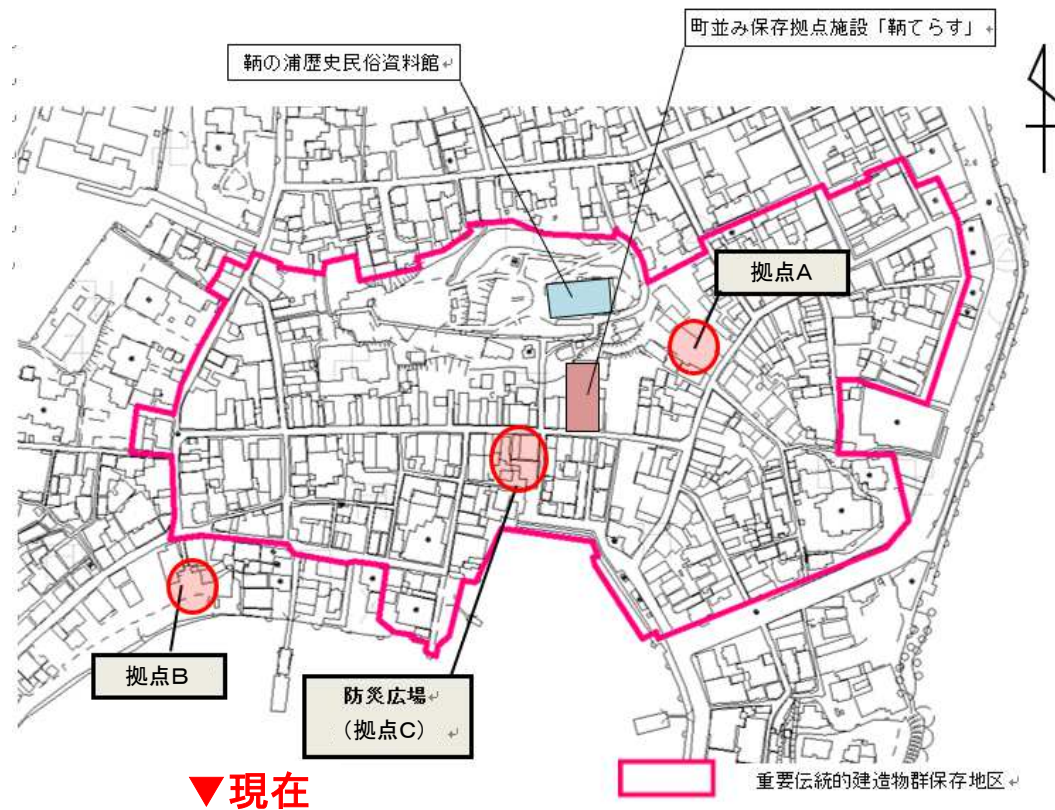 町並み保存拠点施設「鞆てらす」
鞆の浦歴史民俗資料館
2.6
拠点A
拠点B
防災広場
(拠点C)
重要伝統的建造物群保存地区
▼現在